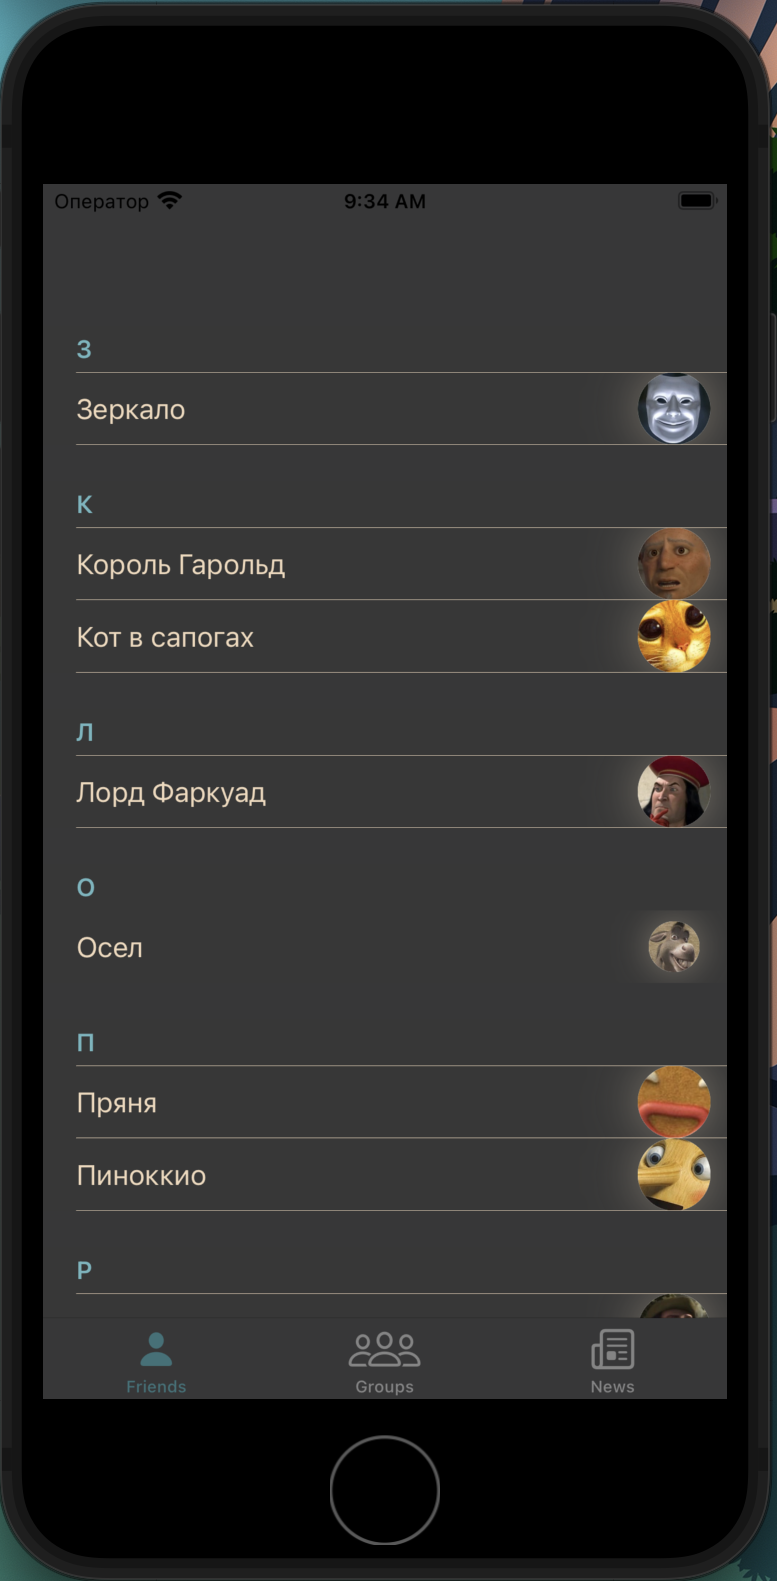 Оператор 9:34 AM
З
Зеркало
К
Король Гарольд
Кот в сапогах
Л
Лорд Фаркуад
О
Осел
П
Пряня
Пиноккио
Р
Friends Groups News